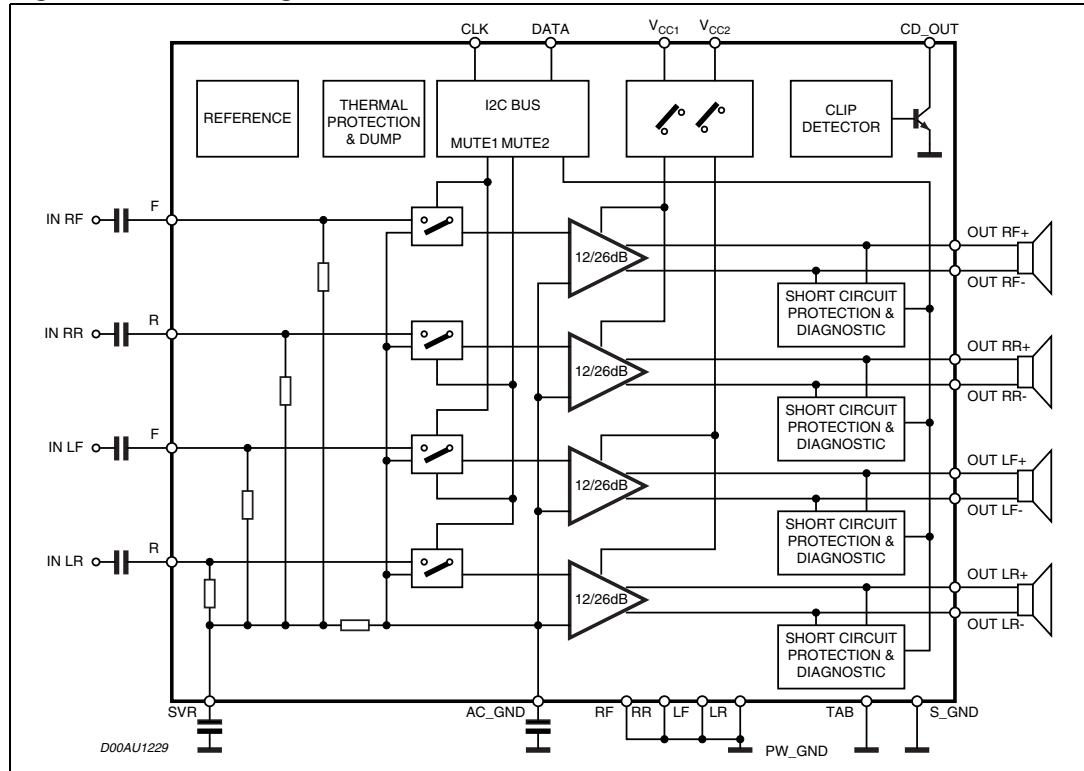 CLK
DATA
VCC1
VCC2
CD_OUT
REFERENCE
THERMAL
PROTECTION
& DUMP
I2C BUS
MUTE1 MUTE2
CLIP
DETECTOR
IN RF
F
12/26dB
OUT RF+
OUT RF-
SHORT CIRCUIT
PROTECTION &
DIAGNOSTIC
IN RR
R
12/26dB
OUT RR+
OUT RR-
SHORT CIRCUIT
PROTECTION &
DIAGNOSTIC
IN LF
F
12/26dB
OUT LF+
OUT LF-
SHORT CIRCUIT
PROTECTION &
DIAGNOSTIC
IN LR
R
12/26dB
OUT LR+
OUT LR-
SHORT CIRCUIT
PROTECTION &
DIAGNOSTIC
SVR
AC_GND
RF
RR
LF
LR
PW_GND
TAB
S_GND
D00AU1229